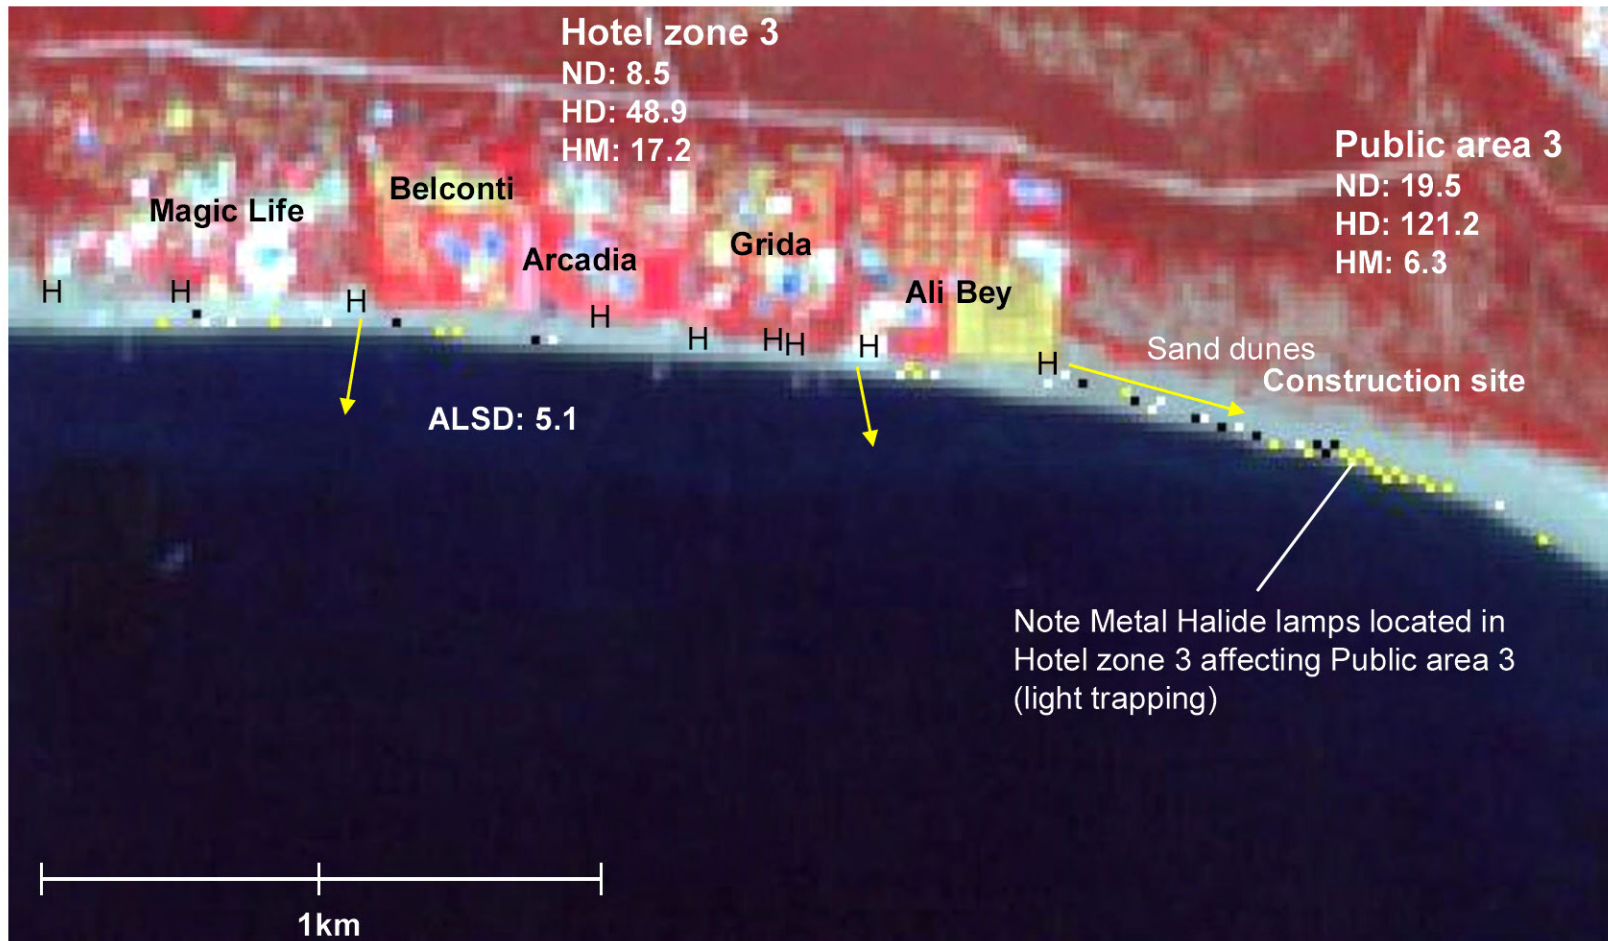 Hotel zone 3
ND: 8.5
HD: 48.9
HM: 17.2
Public area 3
ND: 19.5
HD: 121.2
HM: 6.3
Magic Life
Belconti
Arcadia
Grida
Ali Bey
H
H
H
H
H
H
H
H
H
Sand dunes
Construction site
ALSD: 5.1
Note Metal Halide lamps located in
Hotel zone 3 affecting Public area 3
(light trapping)
1km